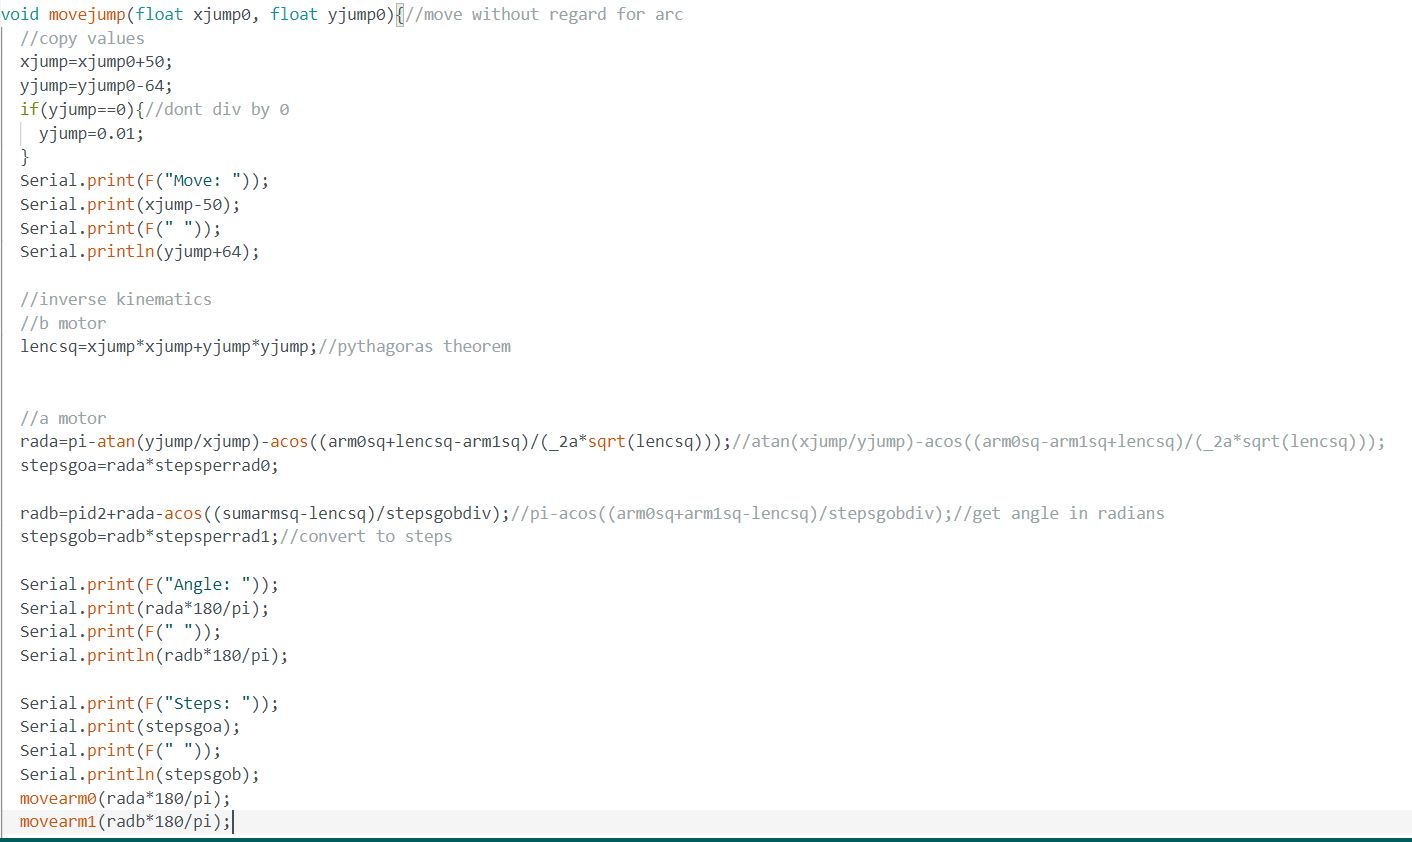 void movejump(float xjump0, float yjump0){//move without regard for arc
//copy values
xjump=xjump0+50;
yjump=yjump0-64;
if(yjump==0){//dont div by 0
yjump=0.01;
}
Serial.print(F("Move: "));
Serial.print(xjump-50);
Serial.print(F(" "));
Serial.println(yjump+64);
//inverse kinematics
//b motor
lencsq=xjump*xjump+yjump*yjump;//pythagoras theorem
//a motor
rada=pi-atan(yjump/xjump)-acos((arm0sq+lencsq-arm1sq)/(_2a*sqrt(lencsq)));//atan(xjump/yjump)-acos((arm0sq-arm1sq+lencsq)/(_2a*sqrt(lencsq)));
stepsgoa=rada*stepsperrad0;
radb=pid2+rada-acos((sumarmsq-lencsq)/stepsgobdiv);//pi-acos((arm0sq+arm1sq-lencsq)/stepsgobdiv);//get angle in radians
stepsgob=radb*stepsperrad1;//convert to steps
Serial.print(F("Angle: "));
Serial.print(rada*180/pi);
Serial.print(F(" "));
Serial.println(radb*180/pi);
Serial.print(F("Steps: "));
Serial.print(stepsgoa);
Serial.print(F(" "));
Serial.println(stepsgob);
movearm0(rada*180/pi);
movearm1(radb*180/pi);